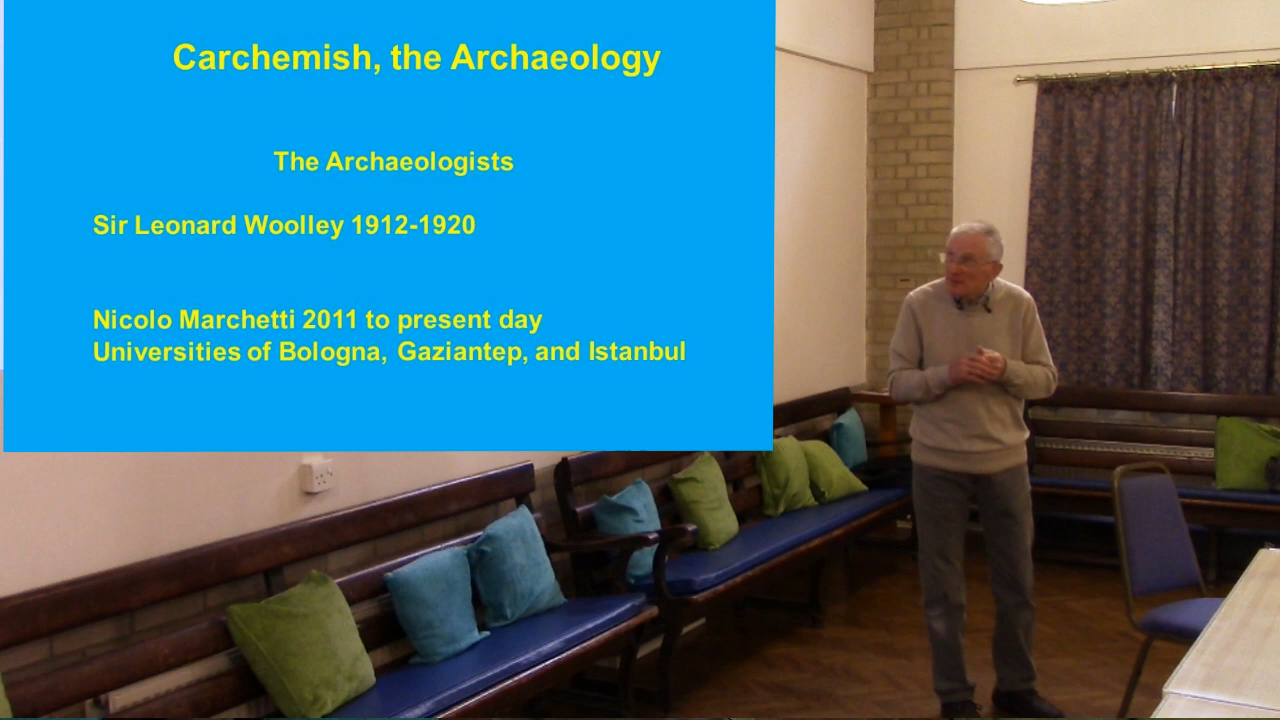 Carchemish, the Archaeology
The Archaeologists
Sir Leonard Woolley 1912-1920
Nicolo Marchetti 2011 to present day
Universities of Bologna, Gaziantep, and Istanbul